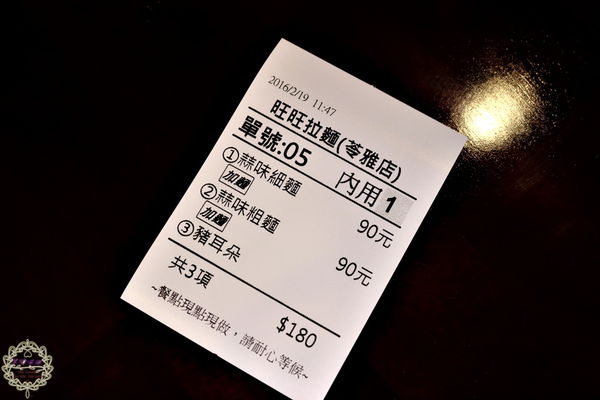 2016/2/19 11:47
旺旺拉麵(苓雅店)
單號:05 內用 1
①蒜味細麵 90元
加麵
②蒜味粗麵 90元
加麵
③豬耳朵
共3項 $180
~餐點現點現做，請耐心等候~